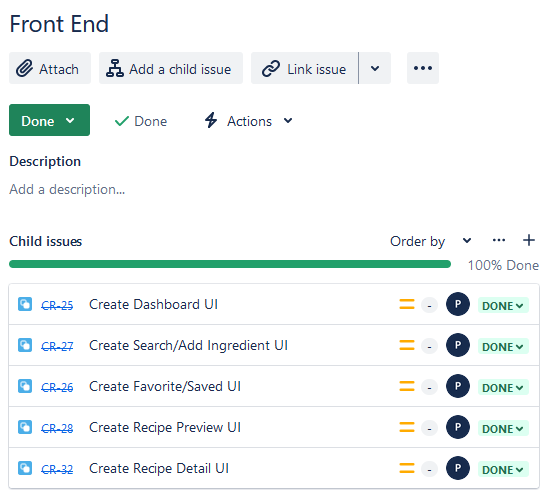 Front End
Attach Add a child issue Link issue
Done Done Actions
Description
Add a description...
Child issues Order by
100% Done
CR-25 Create Dashboard UI - P DONE
CR-27 Create Search/Add Ingredient UI - P DONE
CR-26 Create Favorite/Saved UI - P DONE
CR-28 Create Recipe Preview UI - P DONE
CR-32 Create Recipe Detail UI - P DONE